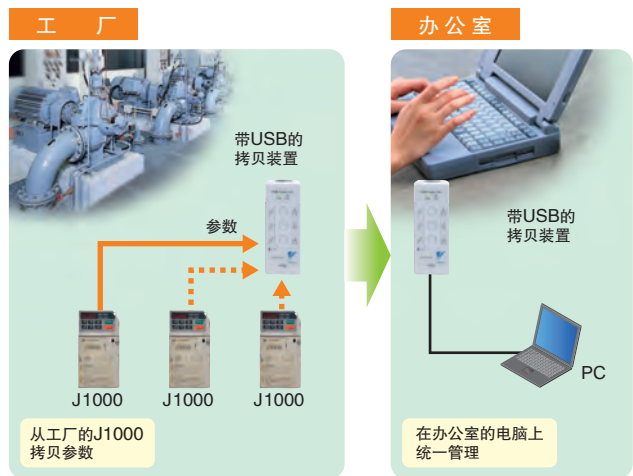 工 厂
带USB的
拷贝装置
参数
J1000
J1000
J1000
从工厂的J1000
拷贝参数
办公室
带USB的
拷贝装置
PC
在办公室的电脑上
统一管理